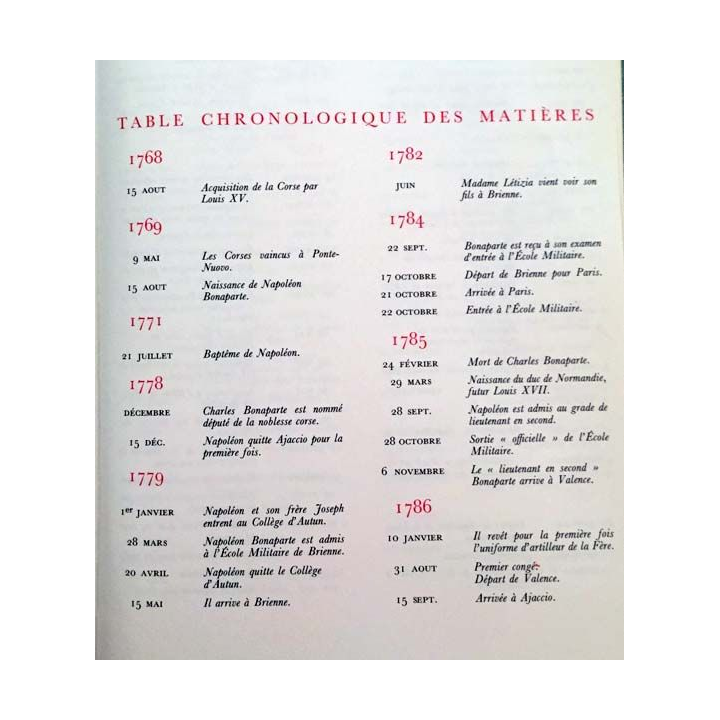 TABLE CHRONOLOGIQUE DES MATIÈRES
1768
15 AOUT Acquisition de la Corse par
Louis XV.
1769
9 MAI Les Corses vaincus à Ponte-
Nuovo.
15 AOUT Naissance de Napoléon
Bonaparte.
1771
21 JUILLET Baptême de Napoléon.
1778
DÉCEMBRE Charles Bonaparte est nommé
député de la noblesse corse.
15 DÉC. Napoléon quitte Ajaccio pour la
première fois.
1779
1er JANVIER Napoléon et son frère Joseph
entrent au Collège d'Autun.
28 MARS Napoléon Bonaparte est admis
à l'École Militaire de Brienne.
20 AVRIL Napoléon quitte le Collège
d'Autun.
15 MAI Il arrive à Brienne.
1782
JUIN Madame Létizia vient voir son
fils à Brienne.
1784
22 SEPT. Bonaparte est reçu à son examen
d'entrée à l'École Militaire.
17 OCTOBRE Départ de Brienne pour Paris.
21 OCTOBRE Arrivée à Paris.
22 OCTOBRE Entrée à l'École Militaire.
1785
24 FÉVRIER Mort de Charles Bonaparte.
29 MARS Naissance du duc de Normandie,
futur Louis XVII.
28 SEPT. Napoléon est admis au grade de
lieutenant en second.
28 OCTOBRE Sortie « officielle » de l'École
Militaire.
6 NOVEMBRE Le « lieutenant en second »
Bonaparte arrive à Valence.
1786
10 JANVIER Il revêt pour la première fois
l'uniforme d'artilleur de la Fère.
31 AOUT Premier congé.
Départ de Valence.
15 SEPT. Arrivée à Ajaccio.